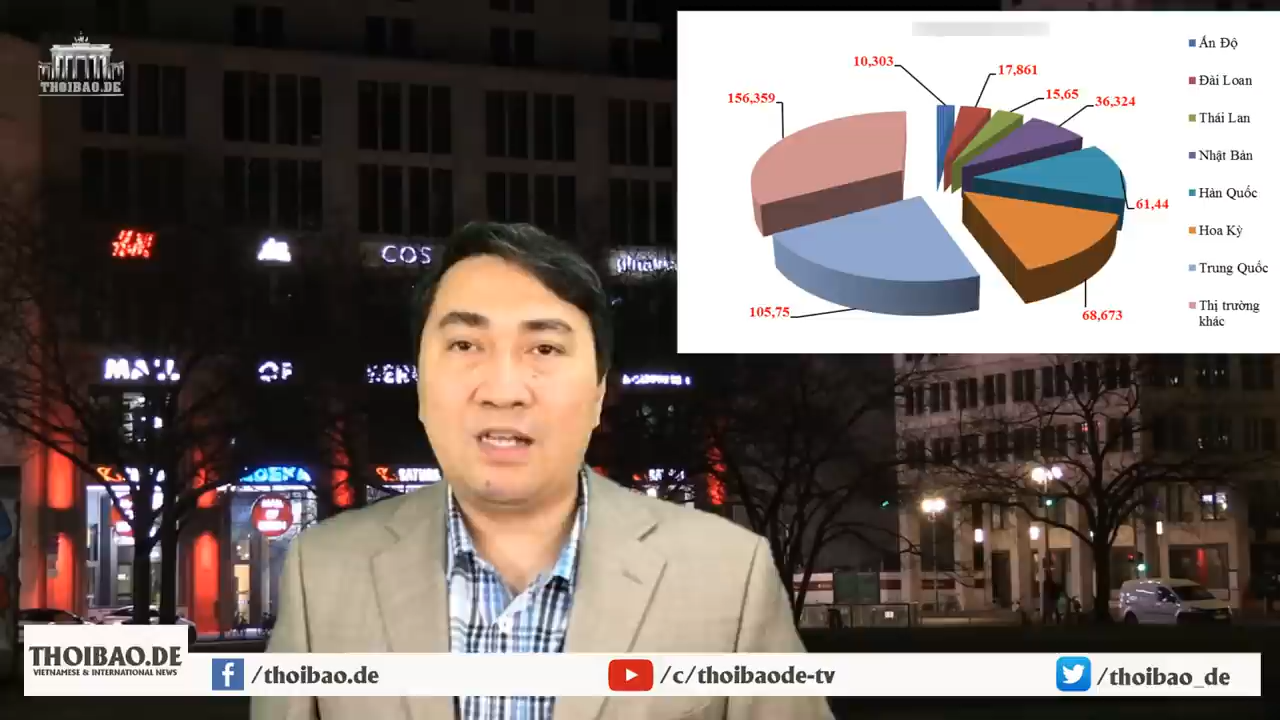 THOIBAO.DE
10,303
17,861
15,65
36,324
61,44
68,673
105,75
156,359
Ấn Độ
Đài Loan
Thái Lan
Nhật Bản
Hàn Quốc
Hoa Kỳ
Trung Quốc
Thị trường
khác
H&M
COS
MALL
OF
THOIBAO.DE
VIETNAMESE & INTERNATIONAL NEWS
/thoibao.de
/c/thoibaode-tv
/thoibao_de